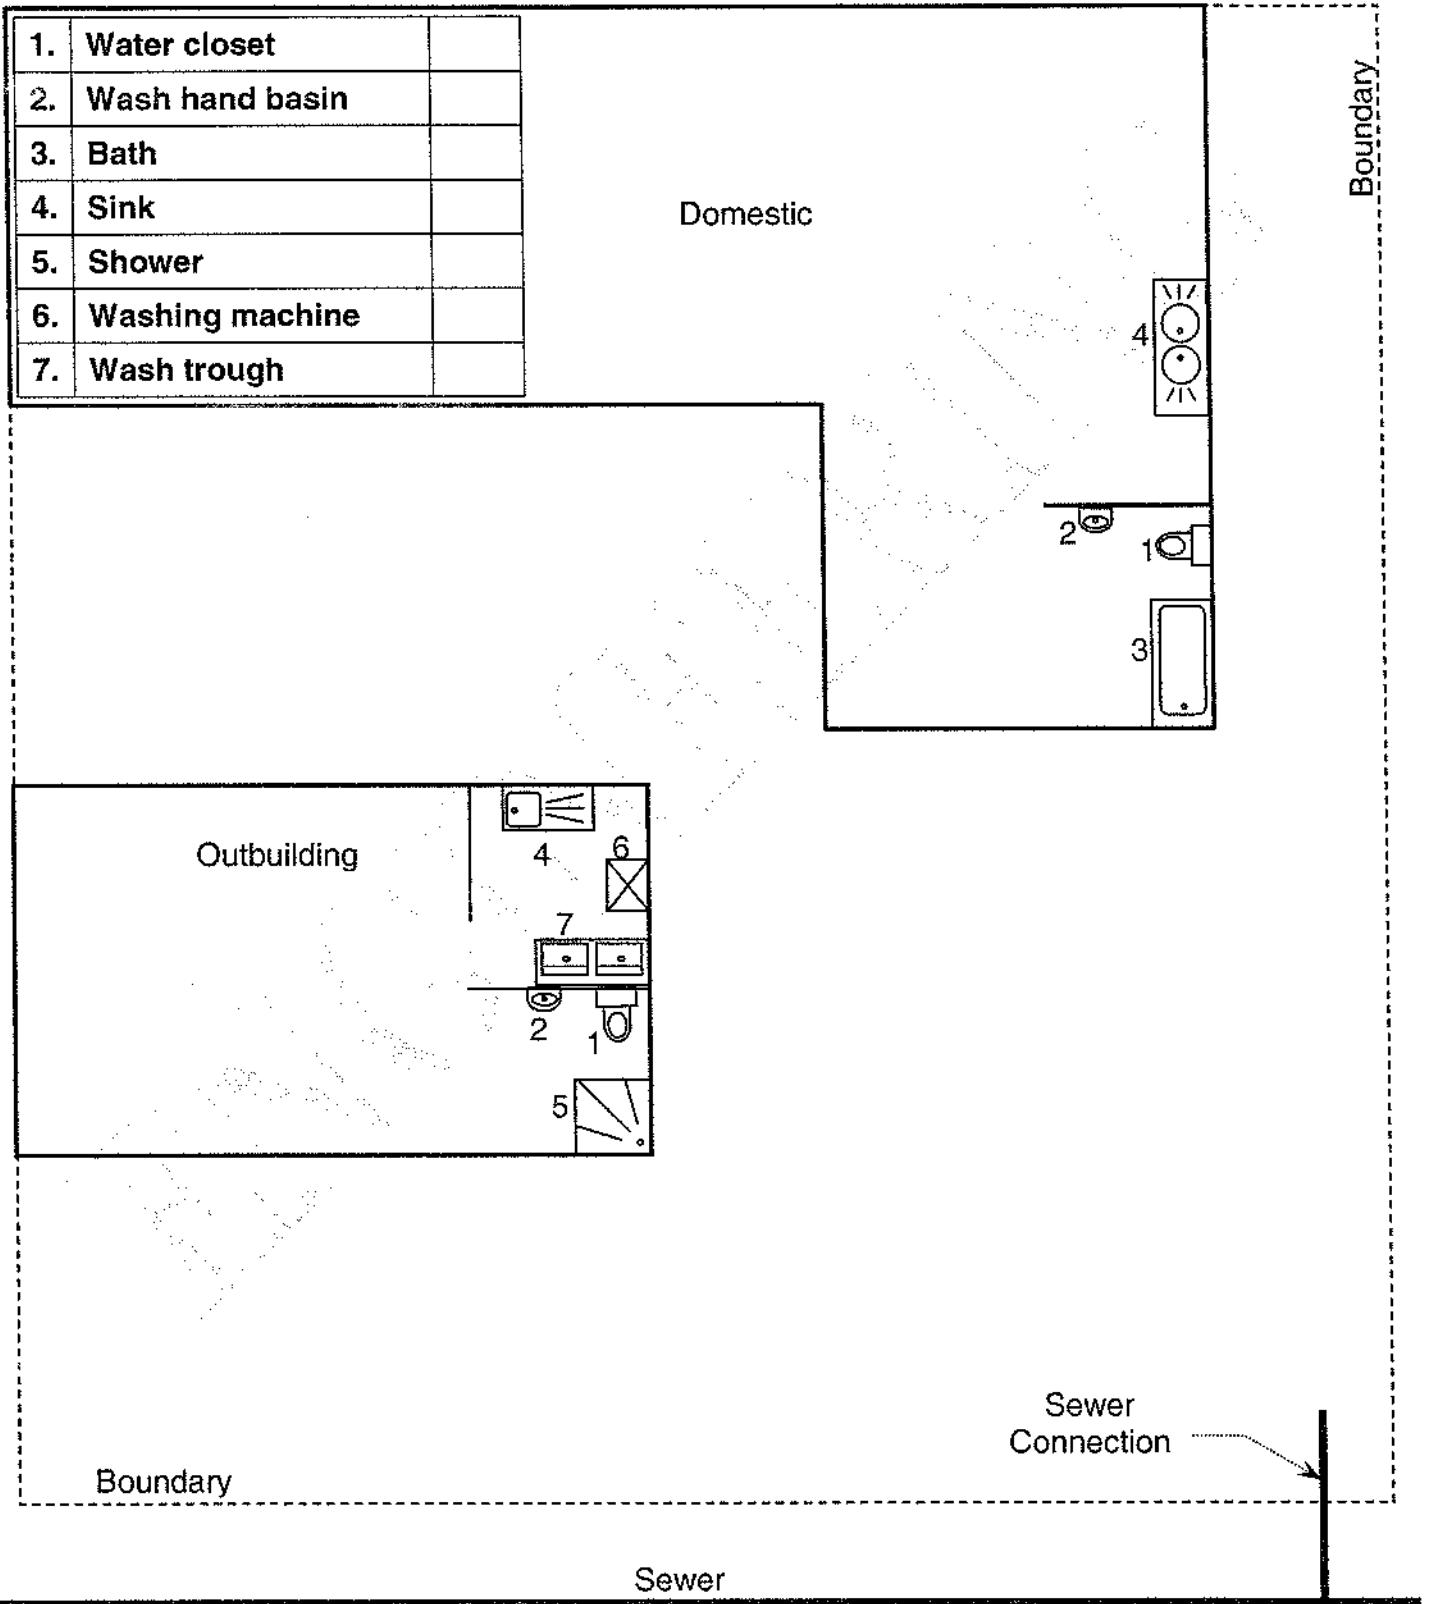 1. Water closet
2. Wash hand basin
3. Bath
4. Sink
5. Shower
6. Washing machine
7. Wash trough
Domestic
Boundary
4
2
1
3
Outbuilding
4
6
7
2
1
5
Sewer
Connection
Boundary
Sewer